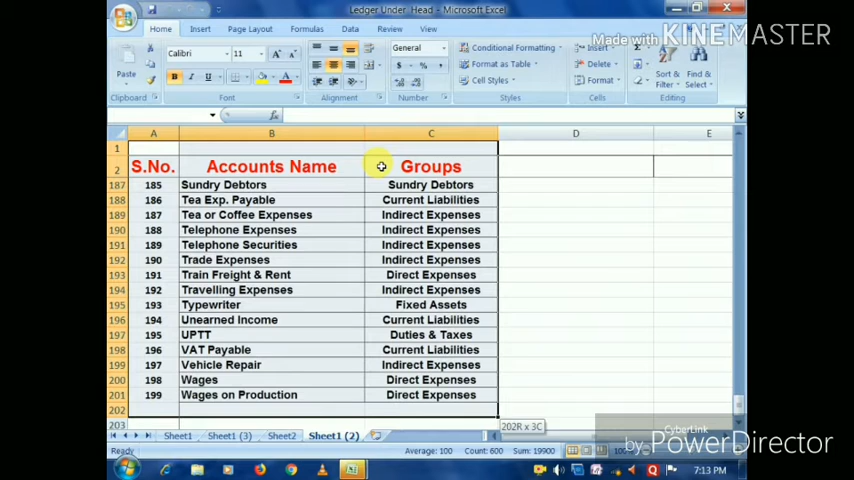 Ledger Under Head - Microsoft Excel
Made with KINEMASTER
Home Insert Page Layout Formulas Data Review View
Calibri 11 General Conditional Formatting Insert
Paste Format as Table Delete Sort & Find &
Cell Styles Format Filter Select
Clipboard Font Alignment Number Styles Cells Editing
A B C D E
1
2 S.No. Accounts Name Groups
187 185 Sundry Debtors Sundry Debtors
188 186 Tea Exp. Payable Current Liabilities
189 187 Tea or Coffee Expenses Indirect Expenses
190 188 Telephone Expenses Indirect Expenses
191 189 Telephone Securities Indirect Expenses
192 190 Trade Expenses Indirect Expenses
193 191 Train Freight & Rent Direct Expenses
194 192 Travelling Expenses Indirect Expenses
195 193 Typewriter Fixed Assets
196 194 Unearned Income Current Liabilities
197 195 UPTT Duties & Taxes
198 196 VAT Payable Current Liabilities
199 197 Vehicle Repair Indirect Expenses
200 198 Wages Direct Expenses
201 199 Wages on Production Direct Expenses
202
203 202R x 3C
Sheet1 Sheet1 (3) Sheet2 Sheet1 (2)
CyberLink
by PowerDirector
Ready Average: 100 Count: 600 Sum: 19900
7:13 PM